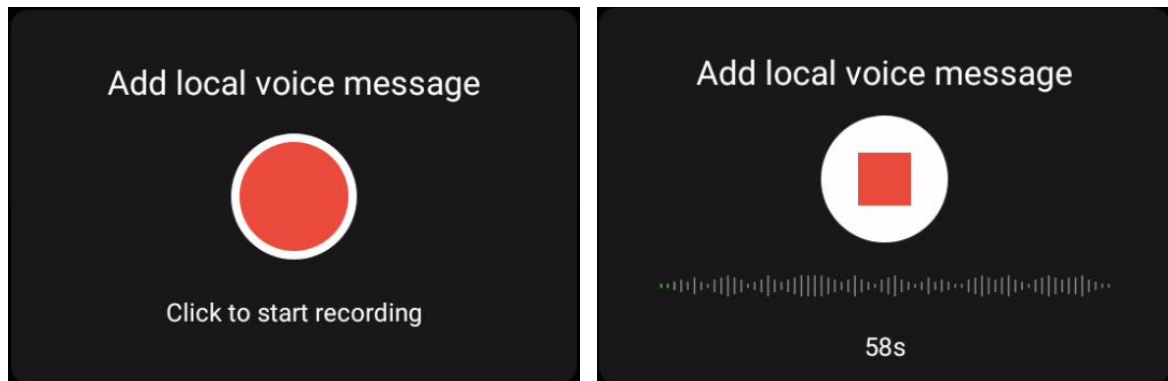 Add local voice message
Click to start recording
Add local voice message
58s